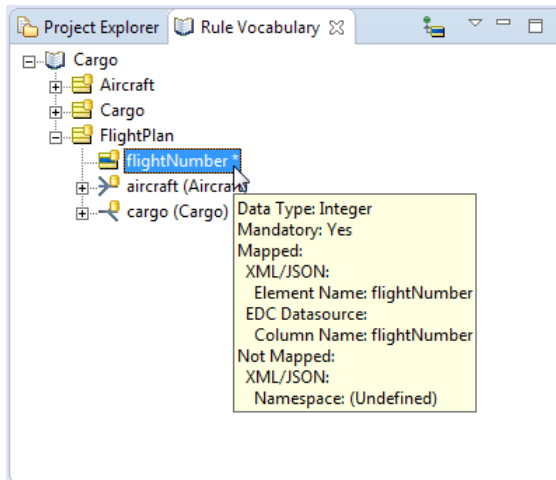 Project Explorer Rule Vocabulary
Cargo
Aircraft
Cargo
FlightPlan
flightNumber *
aircraft (Aircraft)
cargo (Cargo)
Data Type: Integer
Mandatory: Yes
Mapped:
XML/JSON:
Element Name: flightNumber
EDC Datasource:
Column Name: flightNumber
Not Mapped:
XML/JSON:
Namespace: (Undefined)